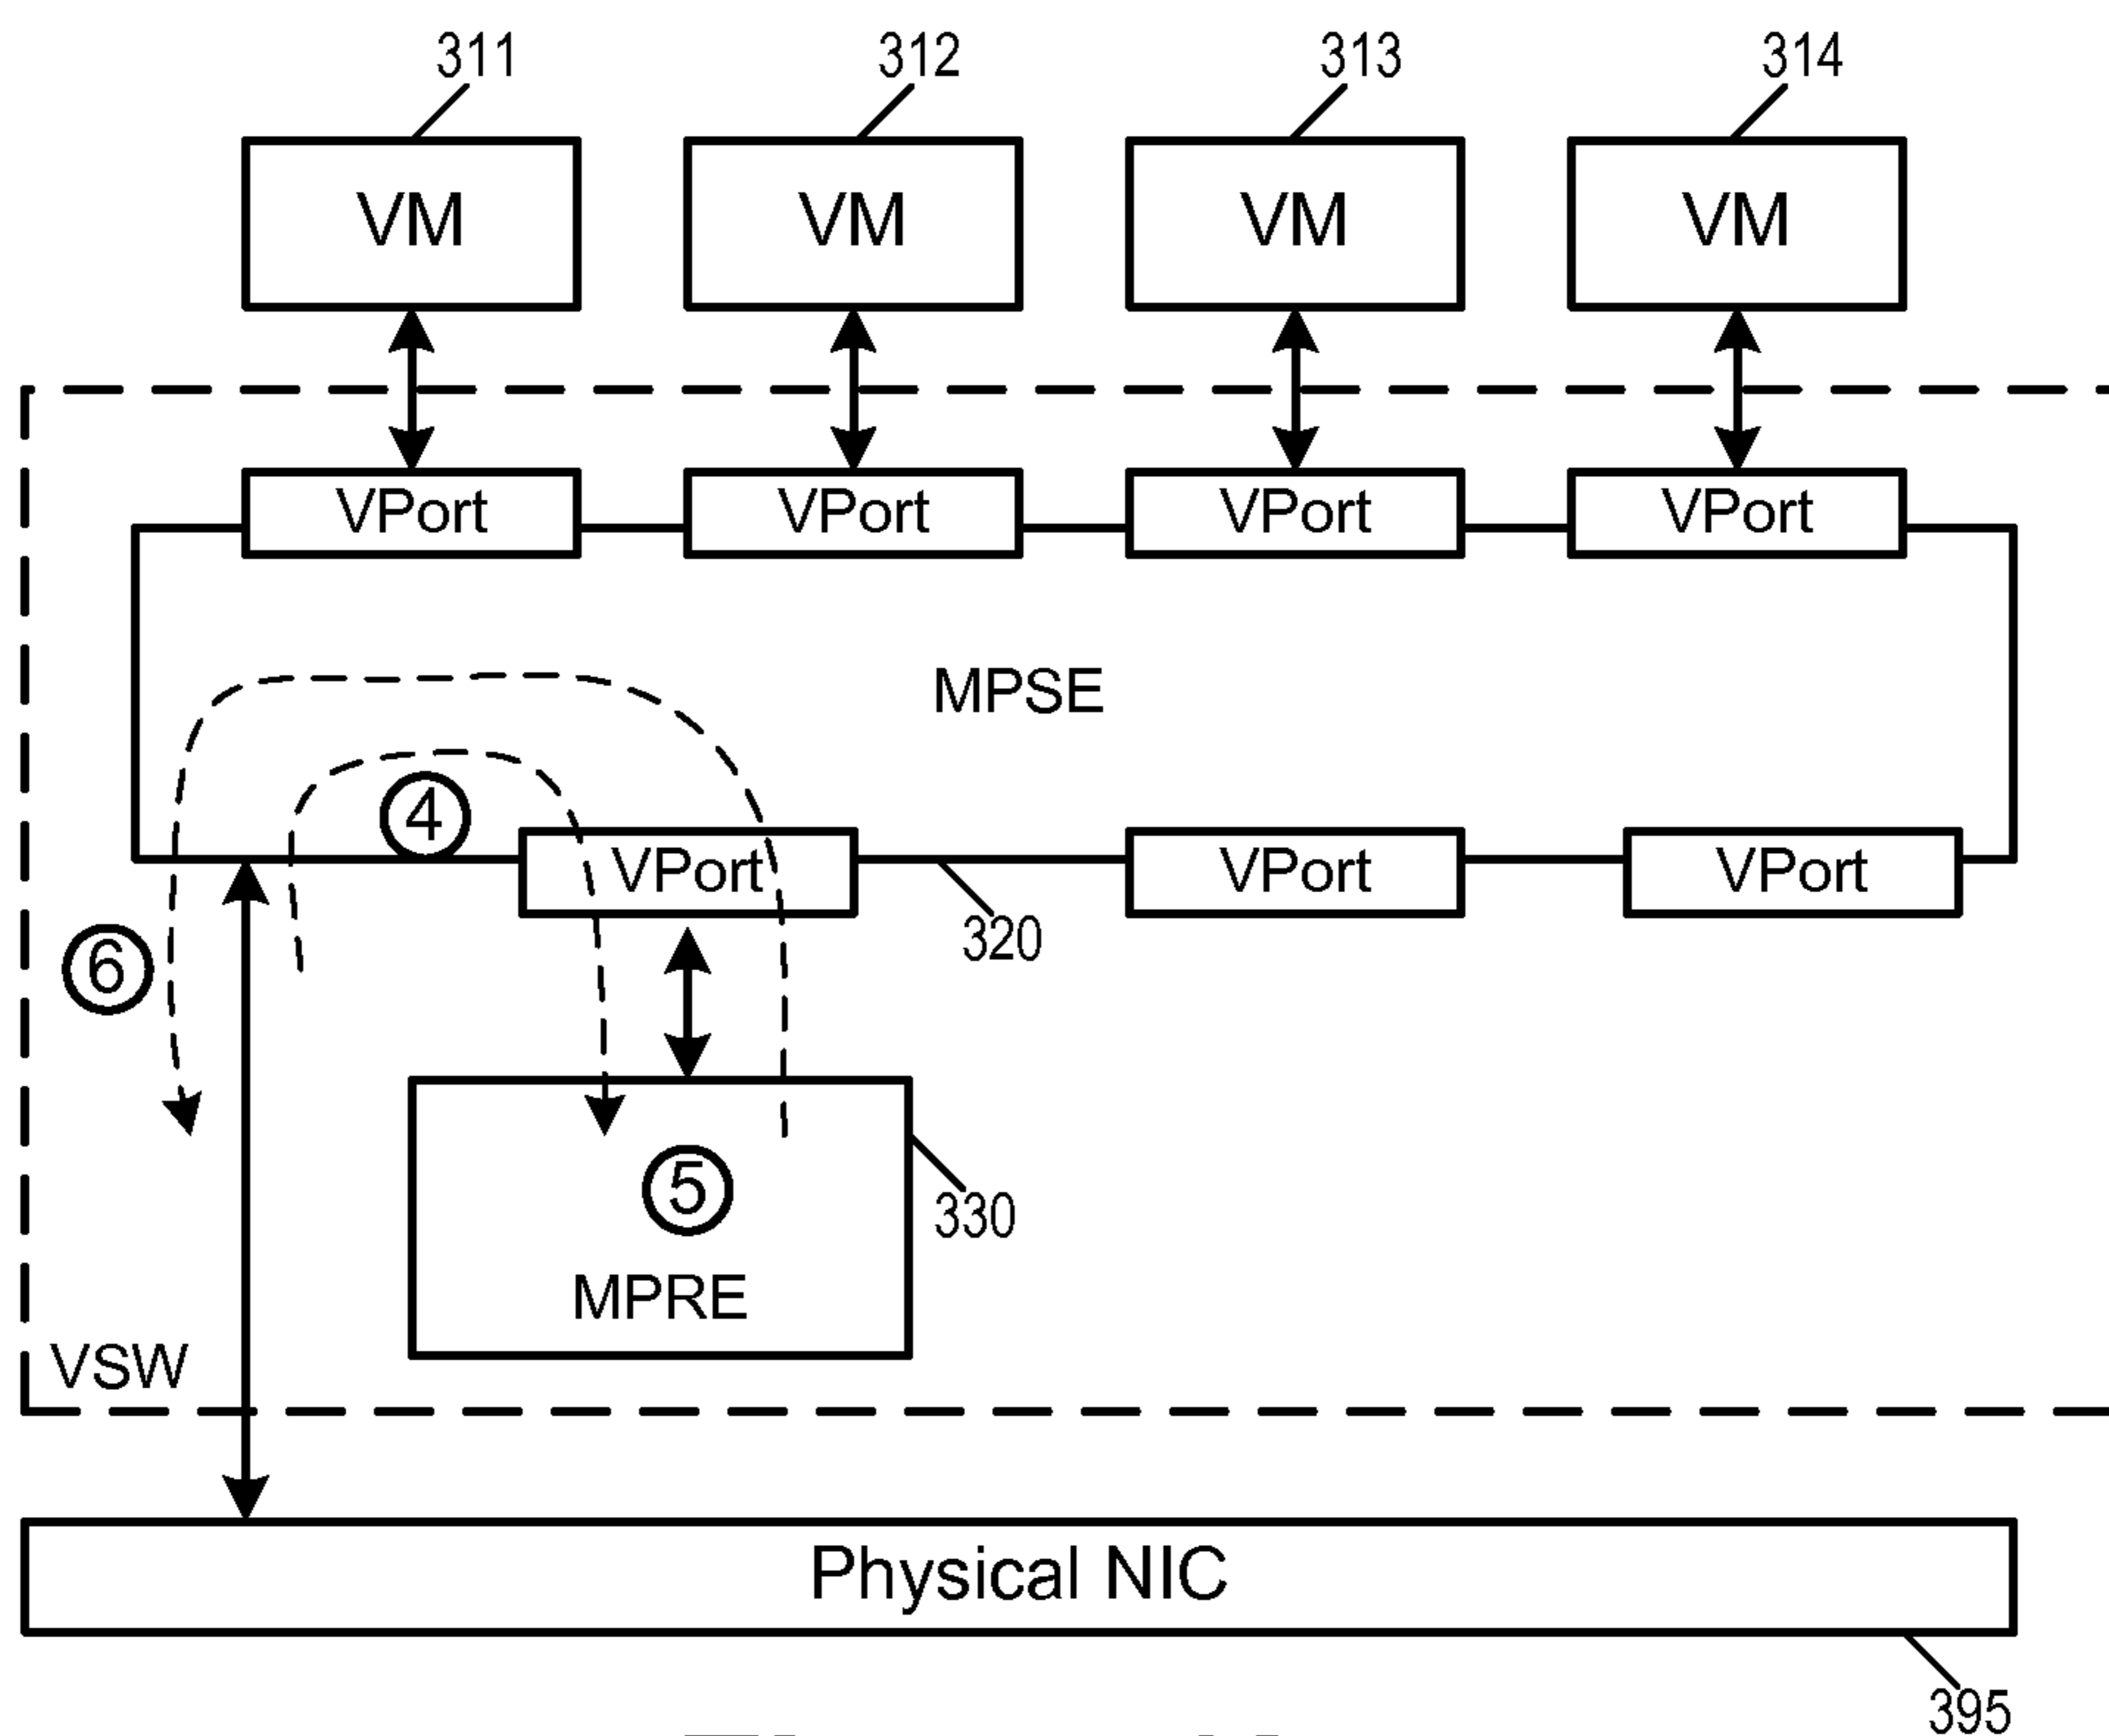 311 312 313 314
VM VM VM VM
VPort VPort VPort VPort
MPSE
4
VPort VPort VPort
320
6
5
330
MPRE
VSW
Physical NIC
395